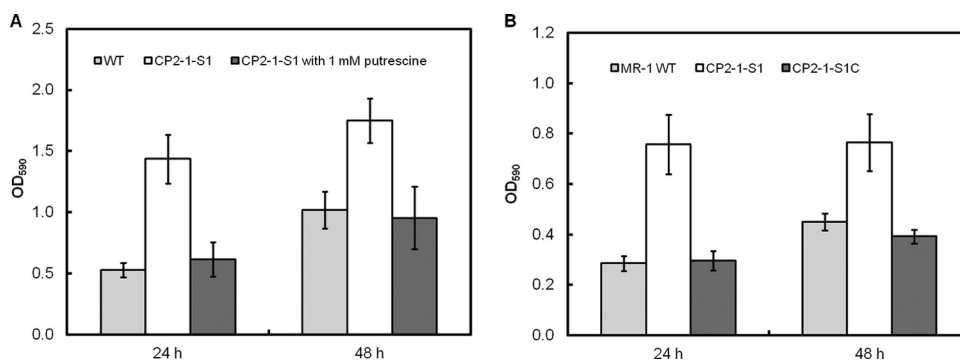 A
2.5
2.0
1.5
1.0
0.5
0.0
OD590
WT CP2-1-S1 CP2-1-S1 with 1 mM putrescine
24 h 48 h
B
1.2
1.0
0.8
0.6
0.4
0.2
0.0
OD590
MR-1 WT CP2-1-S1 CP2-1-S1C
24 h 48 h